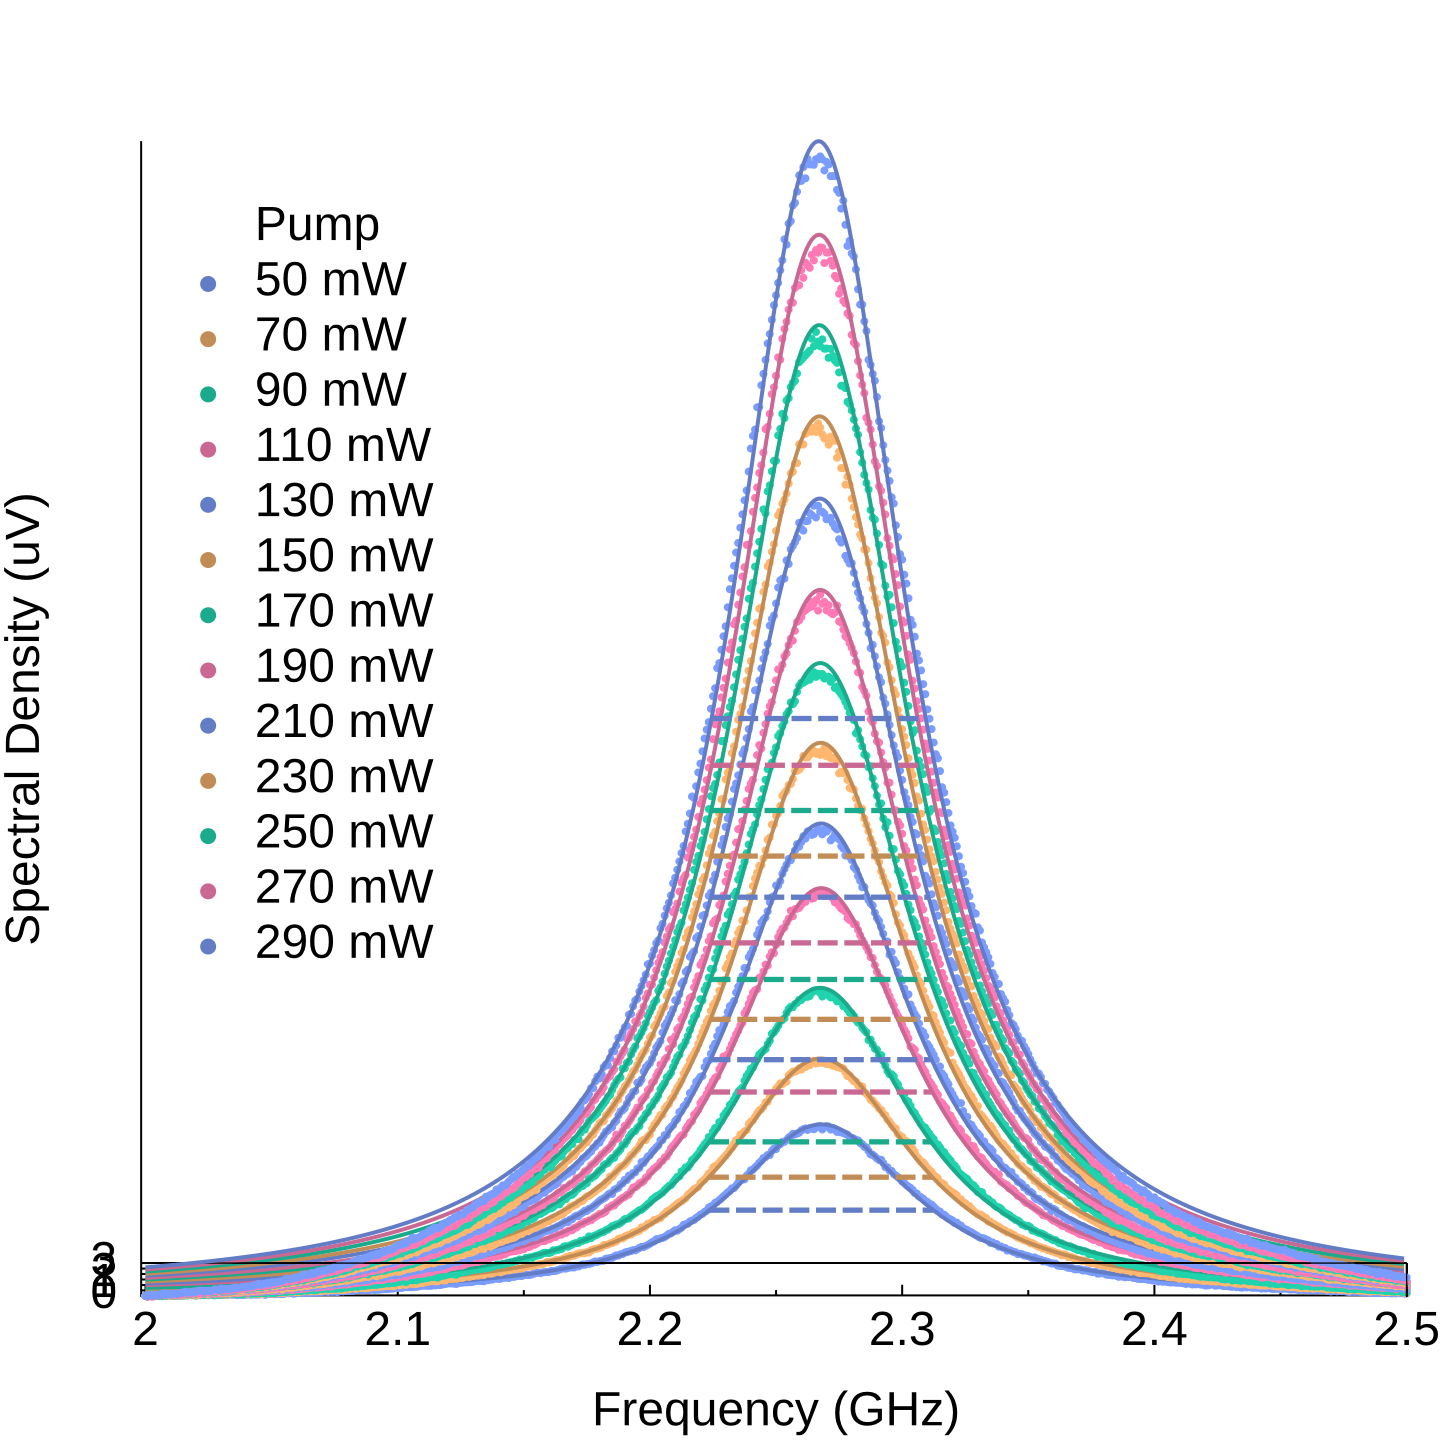 Pump
50 mW
70 mW
90 mW
110 mW
130 mW
150 mW
170 mW
190 mW
210 mW
230 mW
250 mW
270 mW
290 mW
Spectral Density (uV)
0
2 2.1 2.2 2.3 2.4 2.5
Frequency (GHz)